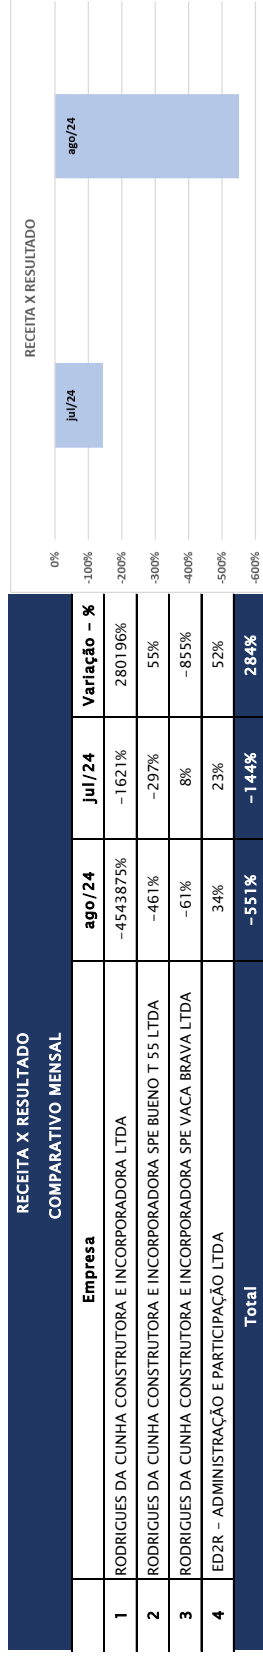 RECEITA X RESULTADO
COMPARATIVO MENSAL
Empresa ago/24 jul/24 Variação - %
1 RODRIGUES DA CUNHA CONSTRUTORA E INCORPORADORA LTDA -4543875% -1621% 280196%
2 RODRIGUES DA CUNHA CONSTRUTORA E INCORPORADORA SPE BUENO T 55 LTDA -461% -297% 55%
3 RODRIGUES DA CUNHA CONSTRUTORA E INCORPORADORA SPE VACA BRAVA LTDA -61% 8% -855%
4 ED2R - ADMINISTRAÇÃO E PARTICIPAÇÃO LTDA 34% 23% 52%
Total -551% -144% 284%
RECEITA X RESULTADO
0%
-100%
-200%
-300%
-400%
-500%
-600%
jul/24
ago/24